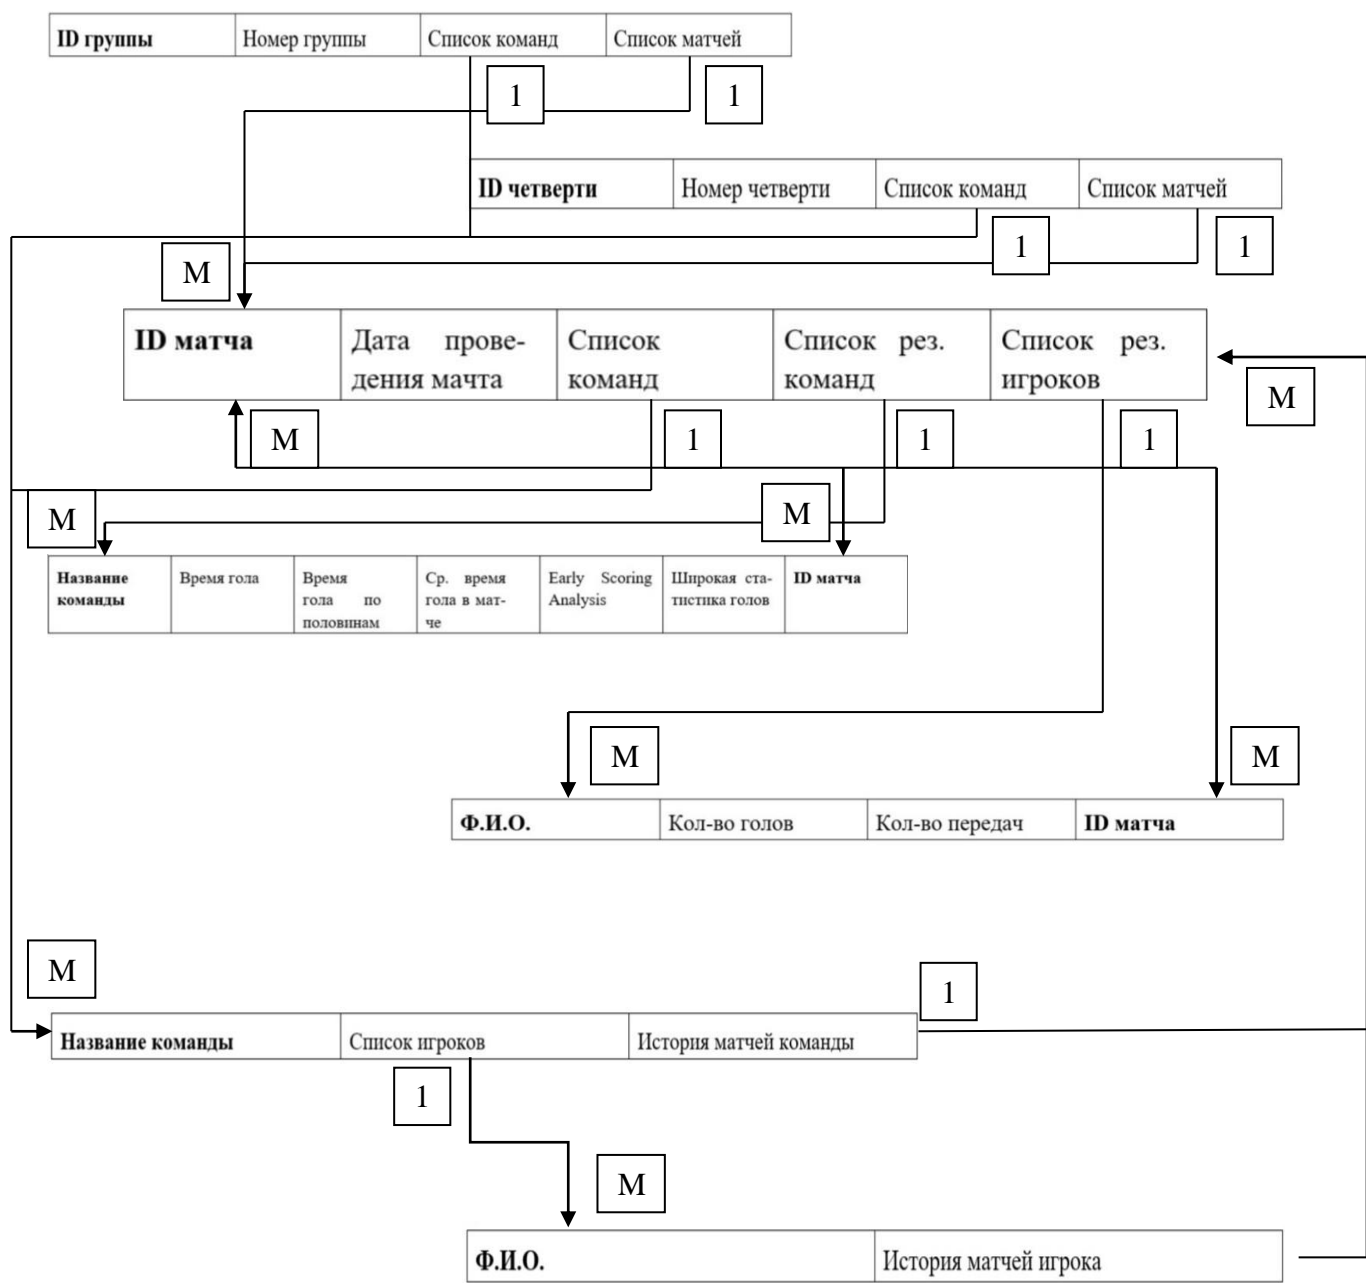 ID группы Номер группы Список команд Список матчей
1 1
ID четверти Номер четверти Список команд Список матчей
1 1
М
ID матча Дата прове- Список Список рез. Список рез.
дения мачта команд команд игроков
М
М 1 1 1
М М
Название Время гола Время Ср. время Early Scoring Широкая ста- ID матча
команды гола по гола в мат- Analysis тистика голов
половинам че
М М
Ф.И.О. Кол-во голов Кол-во передач ID матча
М 1
Название команды Список игроков История матчей команды
1
М
Ф.И.О. История матчей игрока